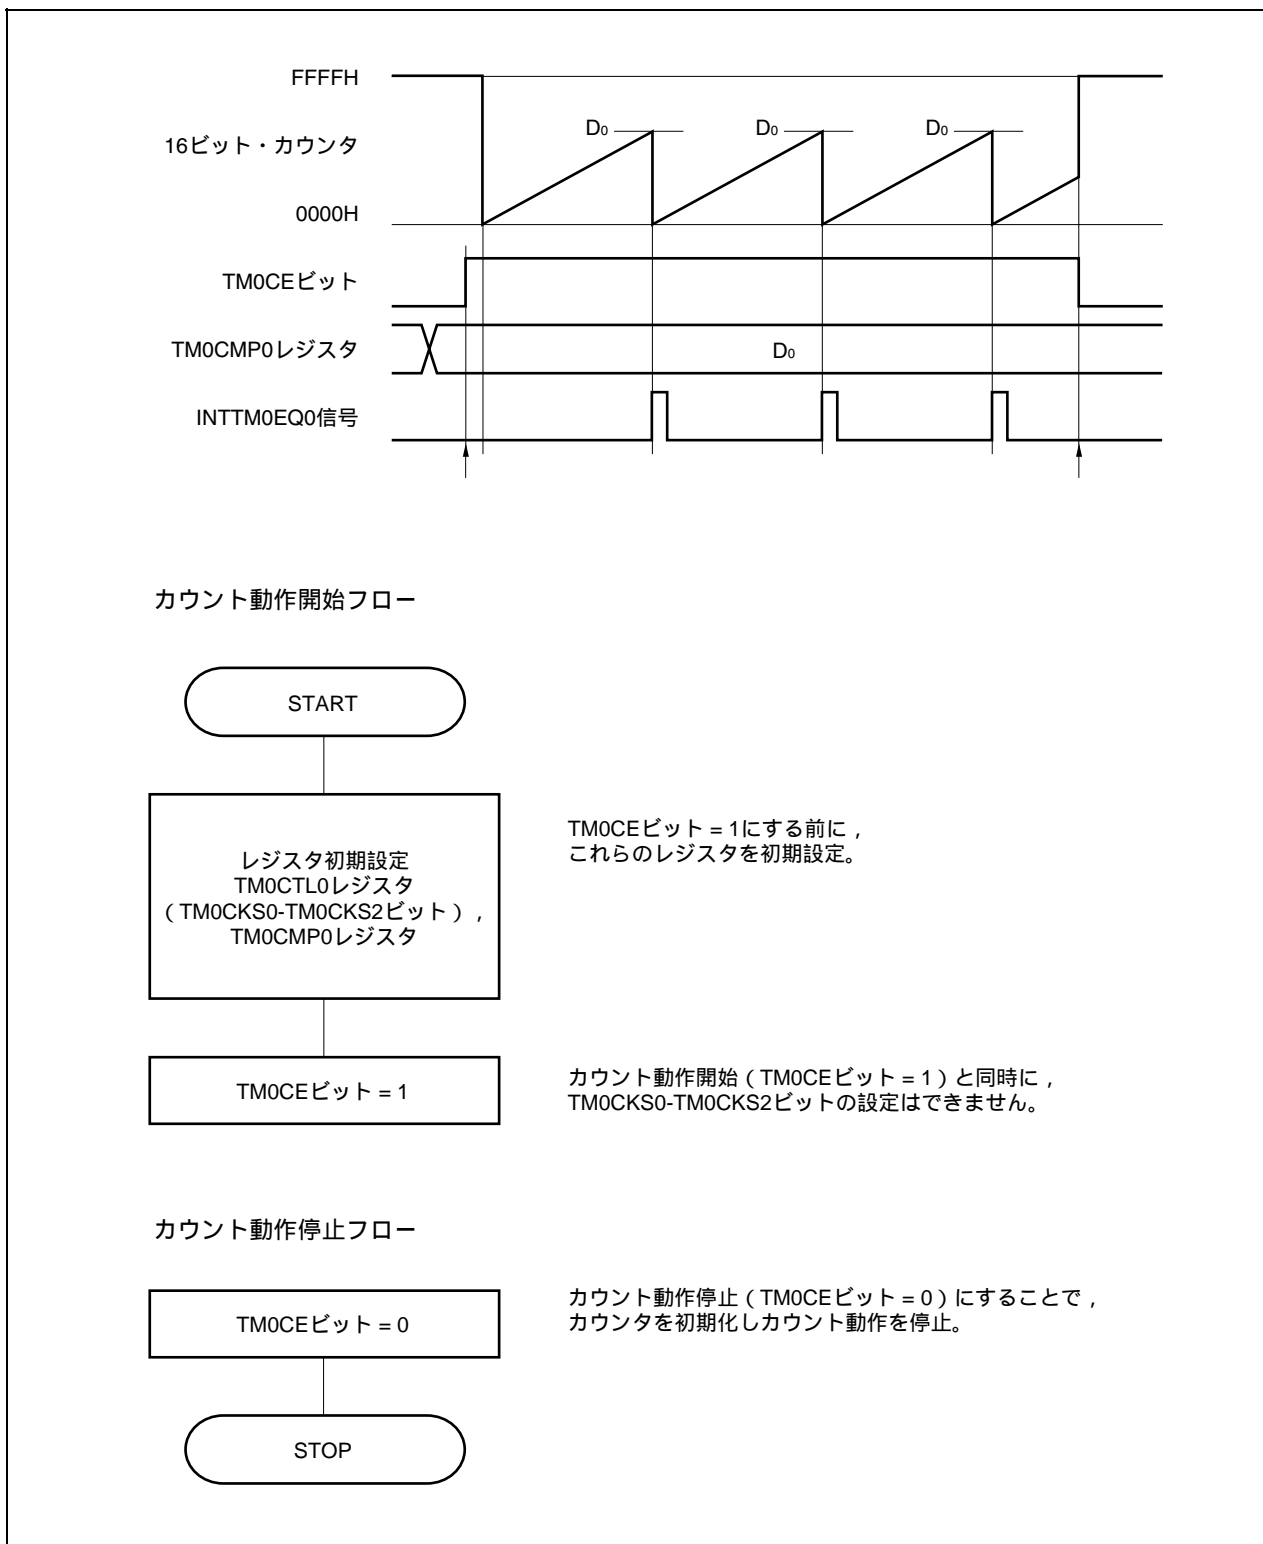 FFFFH
D0 D0 D0
16ビット・カウンタ
0000H
TM0CEビット
TM0CMP0レジスタ
D0
INTTM0EQ0信号
カウント動作開始フロー
START
レジスタ初期設定
TM0CTL0レジスタ
（TM0CKS0-TM0CKS2ビット），
TM0CMP0レジスタ
TM0CEビット = 1にする前に，
これらのレジスタを初期設定。
TM0CEビット = 1
カウント動作開始（TM0CEビット = 1）と同時に，
TM0CKS0-TM0CKS2ビットの設定はできません。
カウント動作停止フロー
TM0CEビット = 0
カウント動作停止（TM0CEビット = 0）にすることで，
カウンタを初期化しカウント動作を停止。
STOP